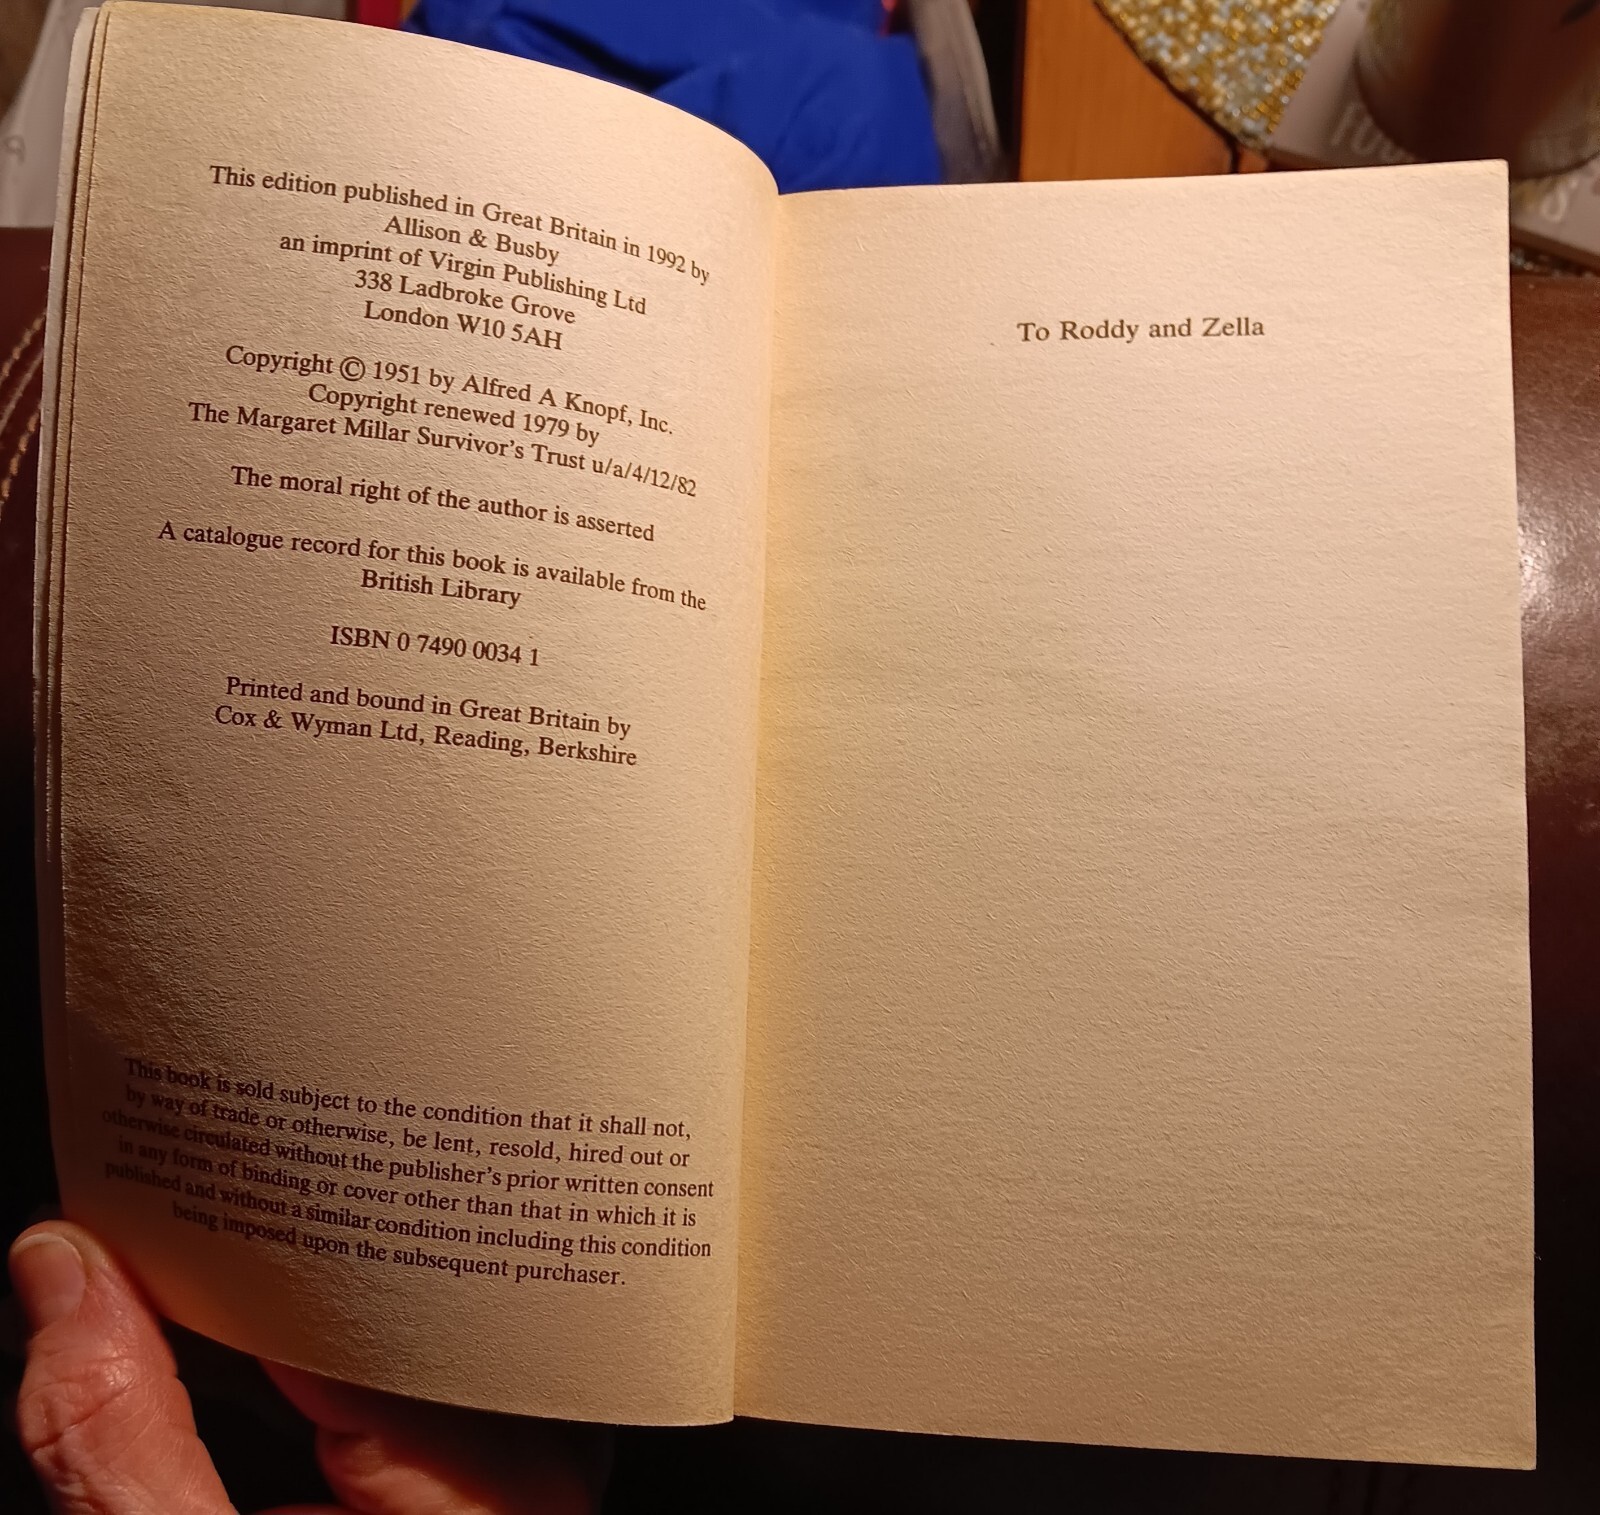 This edition published in Great Britain in 1992 by
Allison & Busby
an imprint of Virgin Publishing Ltd
338 Ladbroke Grove
London W10 5AH
Copyright © 1951 by Alfred A Knopf, Inc.
Copyright renewed 1979 by
The Margaret Millar Survivor's Trust u/a/4/12/82
The moral right of the author is asserted
A catalogue record for this book is available from the
British Library
ISBN 0 7490 0034 1
Printed and bound in Great Britain by
Cox & Wyman Ltd, Reading, Berkshire
This book is sold subject to the condition that it shall not,
by way of trade or otherwise, be lent, resold, hired out or
otherwise circulated without the publisher's prior written consent
in any form of binding or cover other than that in which it is
published and without a similar condition including this condition
being imposed upon the subsequent purchaser.
To Roddy and Zella